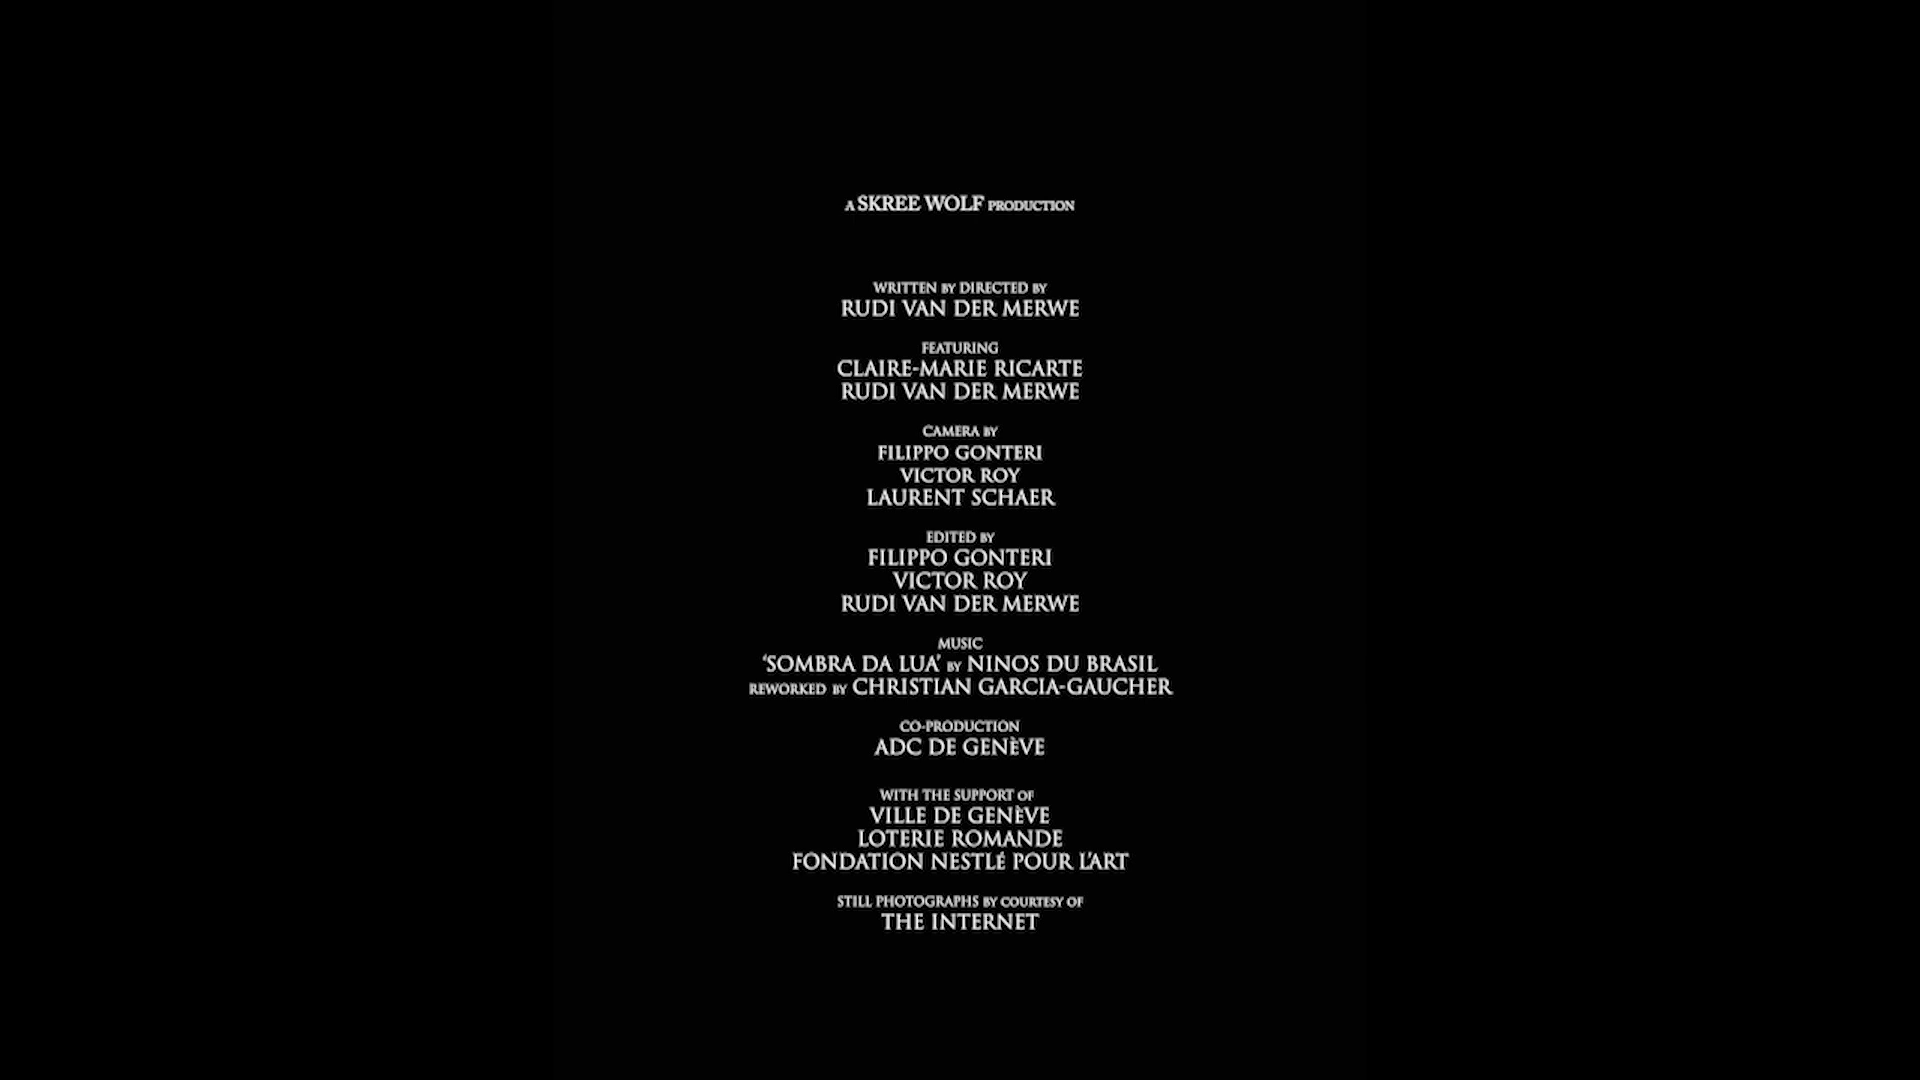 A SKREE WOLF PRODUCTION
WRITTEN BY DIRECTED BY
RUDI VAN DER MERWE
FEATURING
CLAIRE-MARIE RICARTE
RUDI VAN DER MERWE
CAMERA BY
FILIPPO GONTERI
VICTOR ROY
LAURENT SCHAER
EDITED BY
FILIPPO GONTERI
VICTOR ROY
RUDI VAN DER MERWE
MUSIC
‘SOMBRA DA LUA’ BY NINOS DU BRASIL
REWORKED BY CHRISTIAN GARCIA-GAUCHER
CO-PRODUCTION
ADC DE GENèVE
WITH THE SUPPORT OF
VILLE DE GENèVE
LOTERIE ROMANDE
FONDATION NESTLé POUR L’ART
STILL PHOTOGRAPHS BY COURTESY OF
THE INTERNET